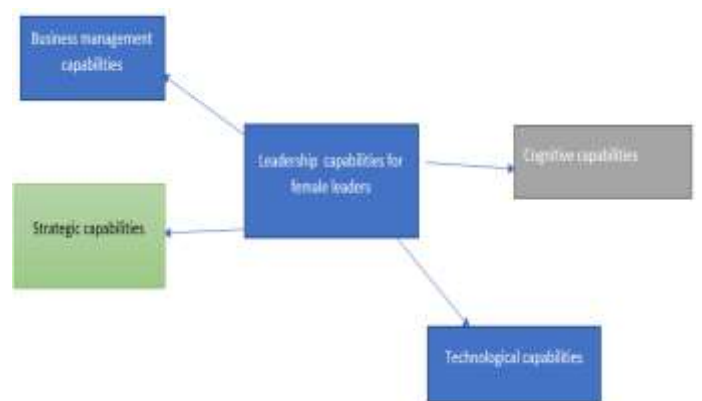 Business management
capabilities
Leadership capabilities for
female leaders
Cognitive capabilities
Strategic capabilities
Technological capabilities